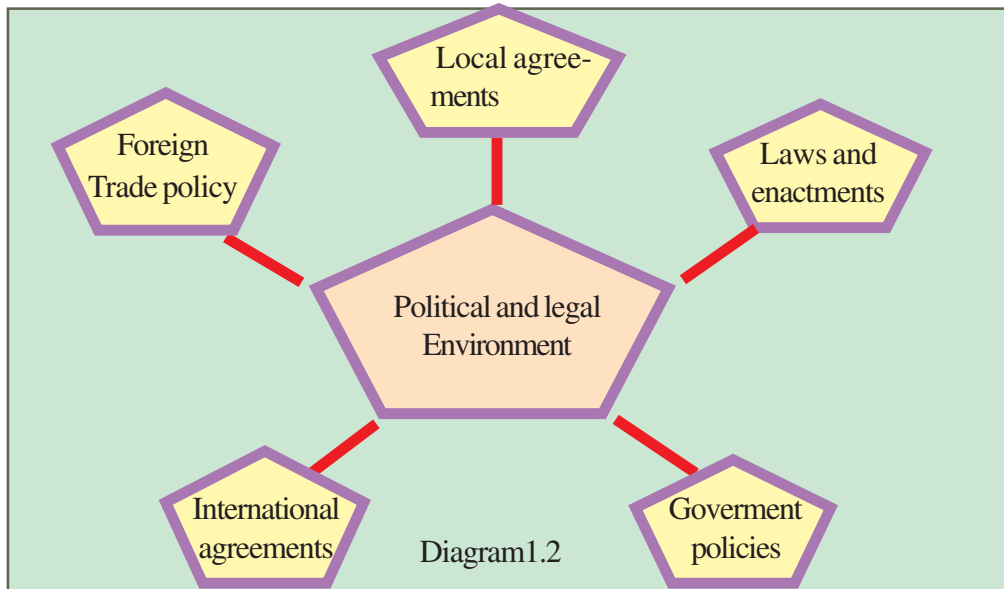 Local agree-
ments
Foreign
Trade policy
Laws and
enactments
Political and legal
Environment
International
agreements
Goverment
policies
Diagram1.2